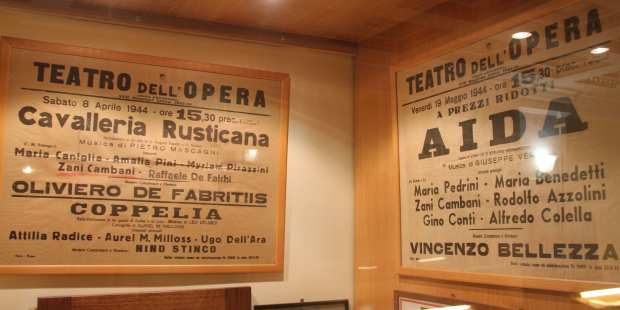 TEATRO DELL'OPERA
Sabato 8 Aprile 1944 - ore 15,30 prec.
Cavalleria Rusticana
Musica di PIETRO MASCAGNI
Maria Caniglia - Amalia Pini - Myriam Pirazzini
Zani Cambani - Raffaele De Falchi
OLIVIERO DE FABRITIIS
COPPELIA
Attilia Radice - Aurel M. Milloss - Ugo Dell'Ara
NINO STINCO
TEATRO DELL'OPERA
Venerdì 19 Maggio 1944 - ore 15,30
A PREZZI RIDOTTI
AIDA
Musica di GIUSEPPE
Maria Pedrini - Maria Benedetti
Zani Cambani - Rodolfo Azzolini
Gino Conti - Alfredo Colella
VINCENZO BELLEZZA